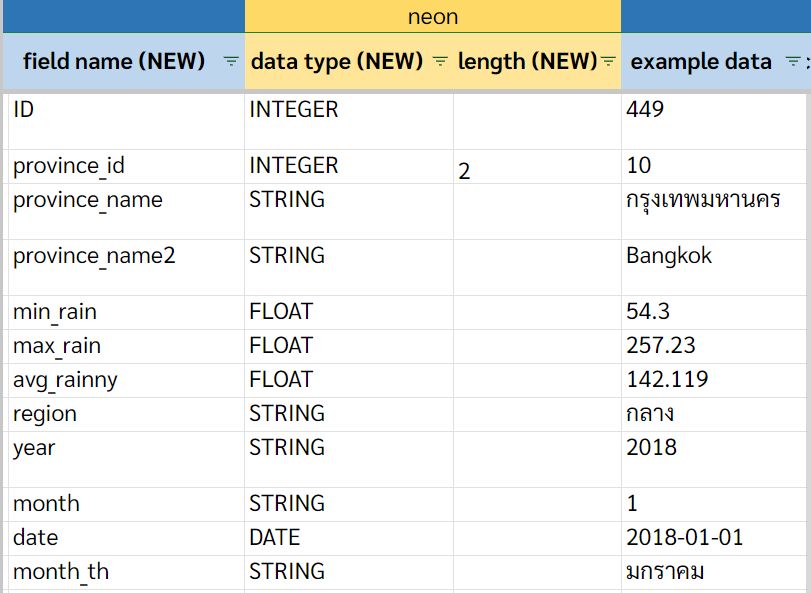 neon
field name (NEW) data type (NEW) length (NEW) example data
ID INTEGER 449
province_id INTEGER 2 10
province_name STRING กรุงเทพมหานคร
province_name2 STRING Bangkok
min_rain FLOAT 54.3
max_rain FLOAT 257.23
avg_rainny FLOAT 142.119
region STRING กลาง
year STRING 2018
month STRING 1
date DATE 2018-01-01
month_th STRING มกราคม